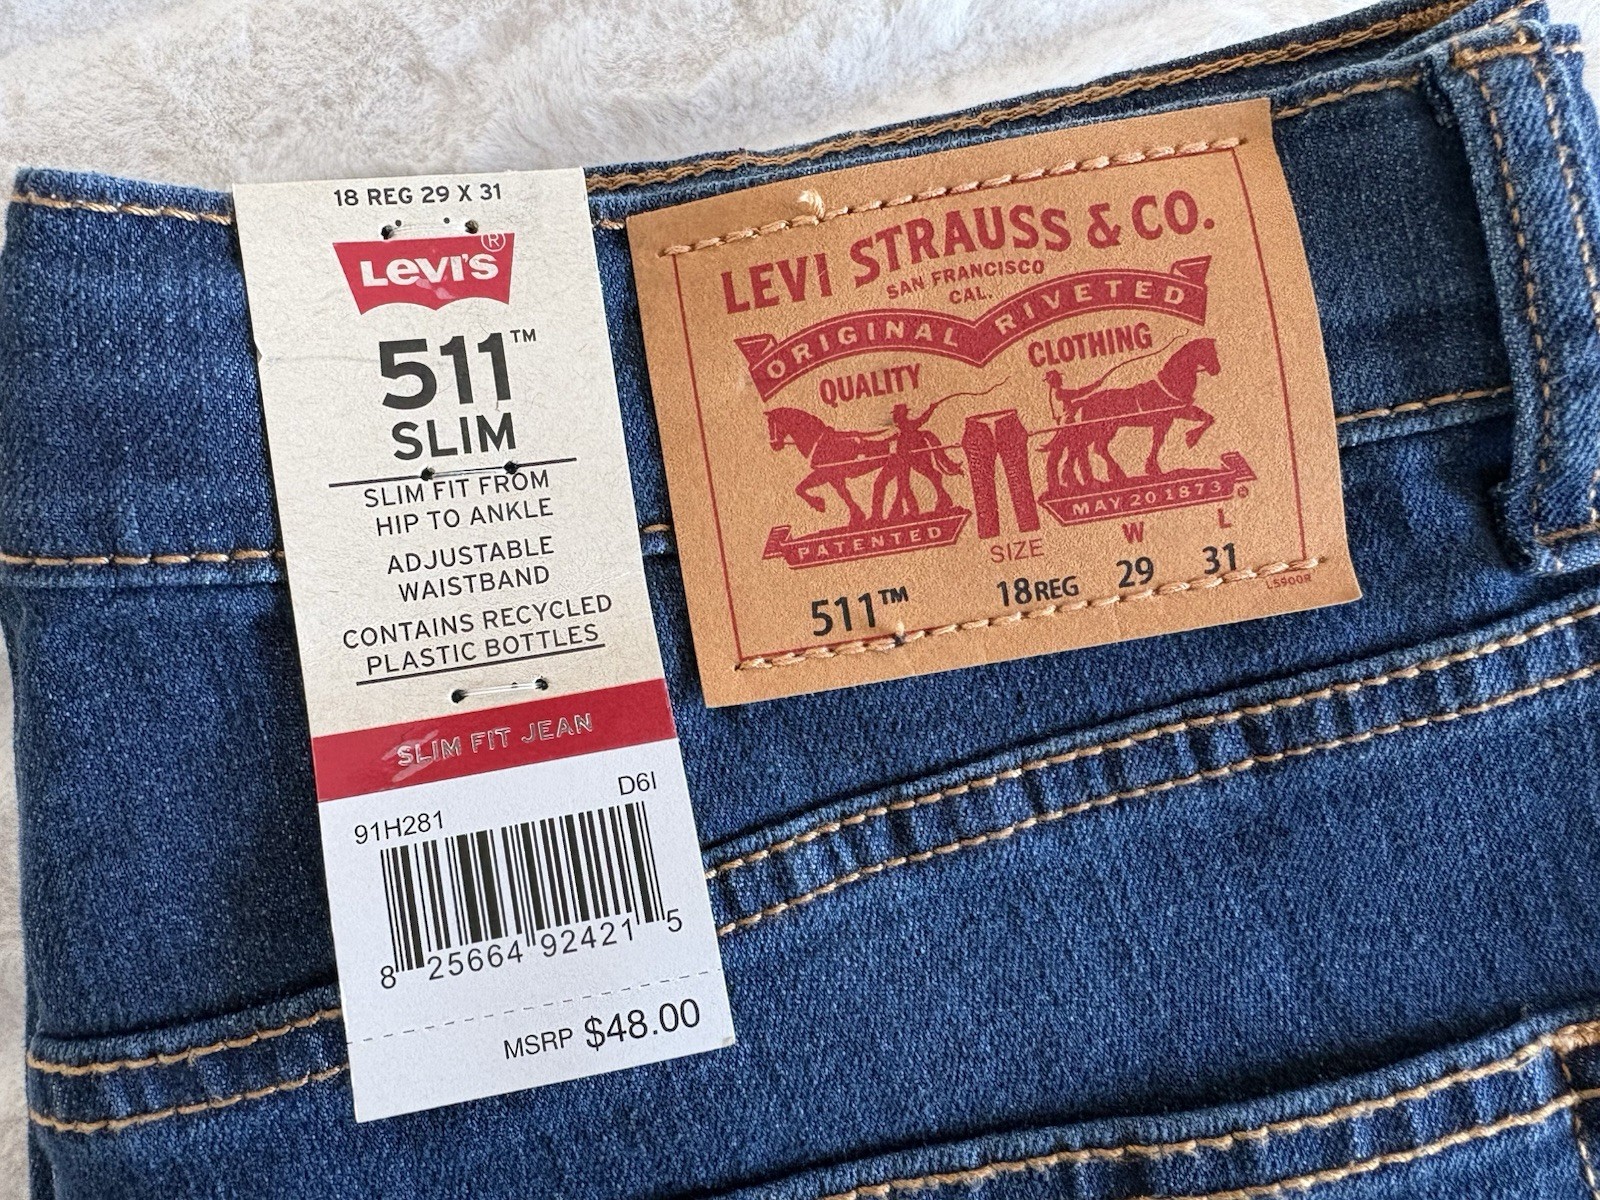 18 REG 29 X 31
LEVI'S®
511™
SLIM
SLIM FIT FROM
HIP TO ANKLE
ADJUSTABLE
WAISTBAND
CONTAINS RECYCLED
PLASTIC BOTTLES
SLIM FIT JEAN
D6I
91H281
8 25664 92421 5
MSRP $48.00
LEVI STRAUSS & CO.
SAN FRANCISCO
CAL.
ORIGINAL RIVETED
QUALITY CLOTHING
PATENTED MAY 20 1873 ®
SIZE W L
511™ 18REG 29 31
L5900R